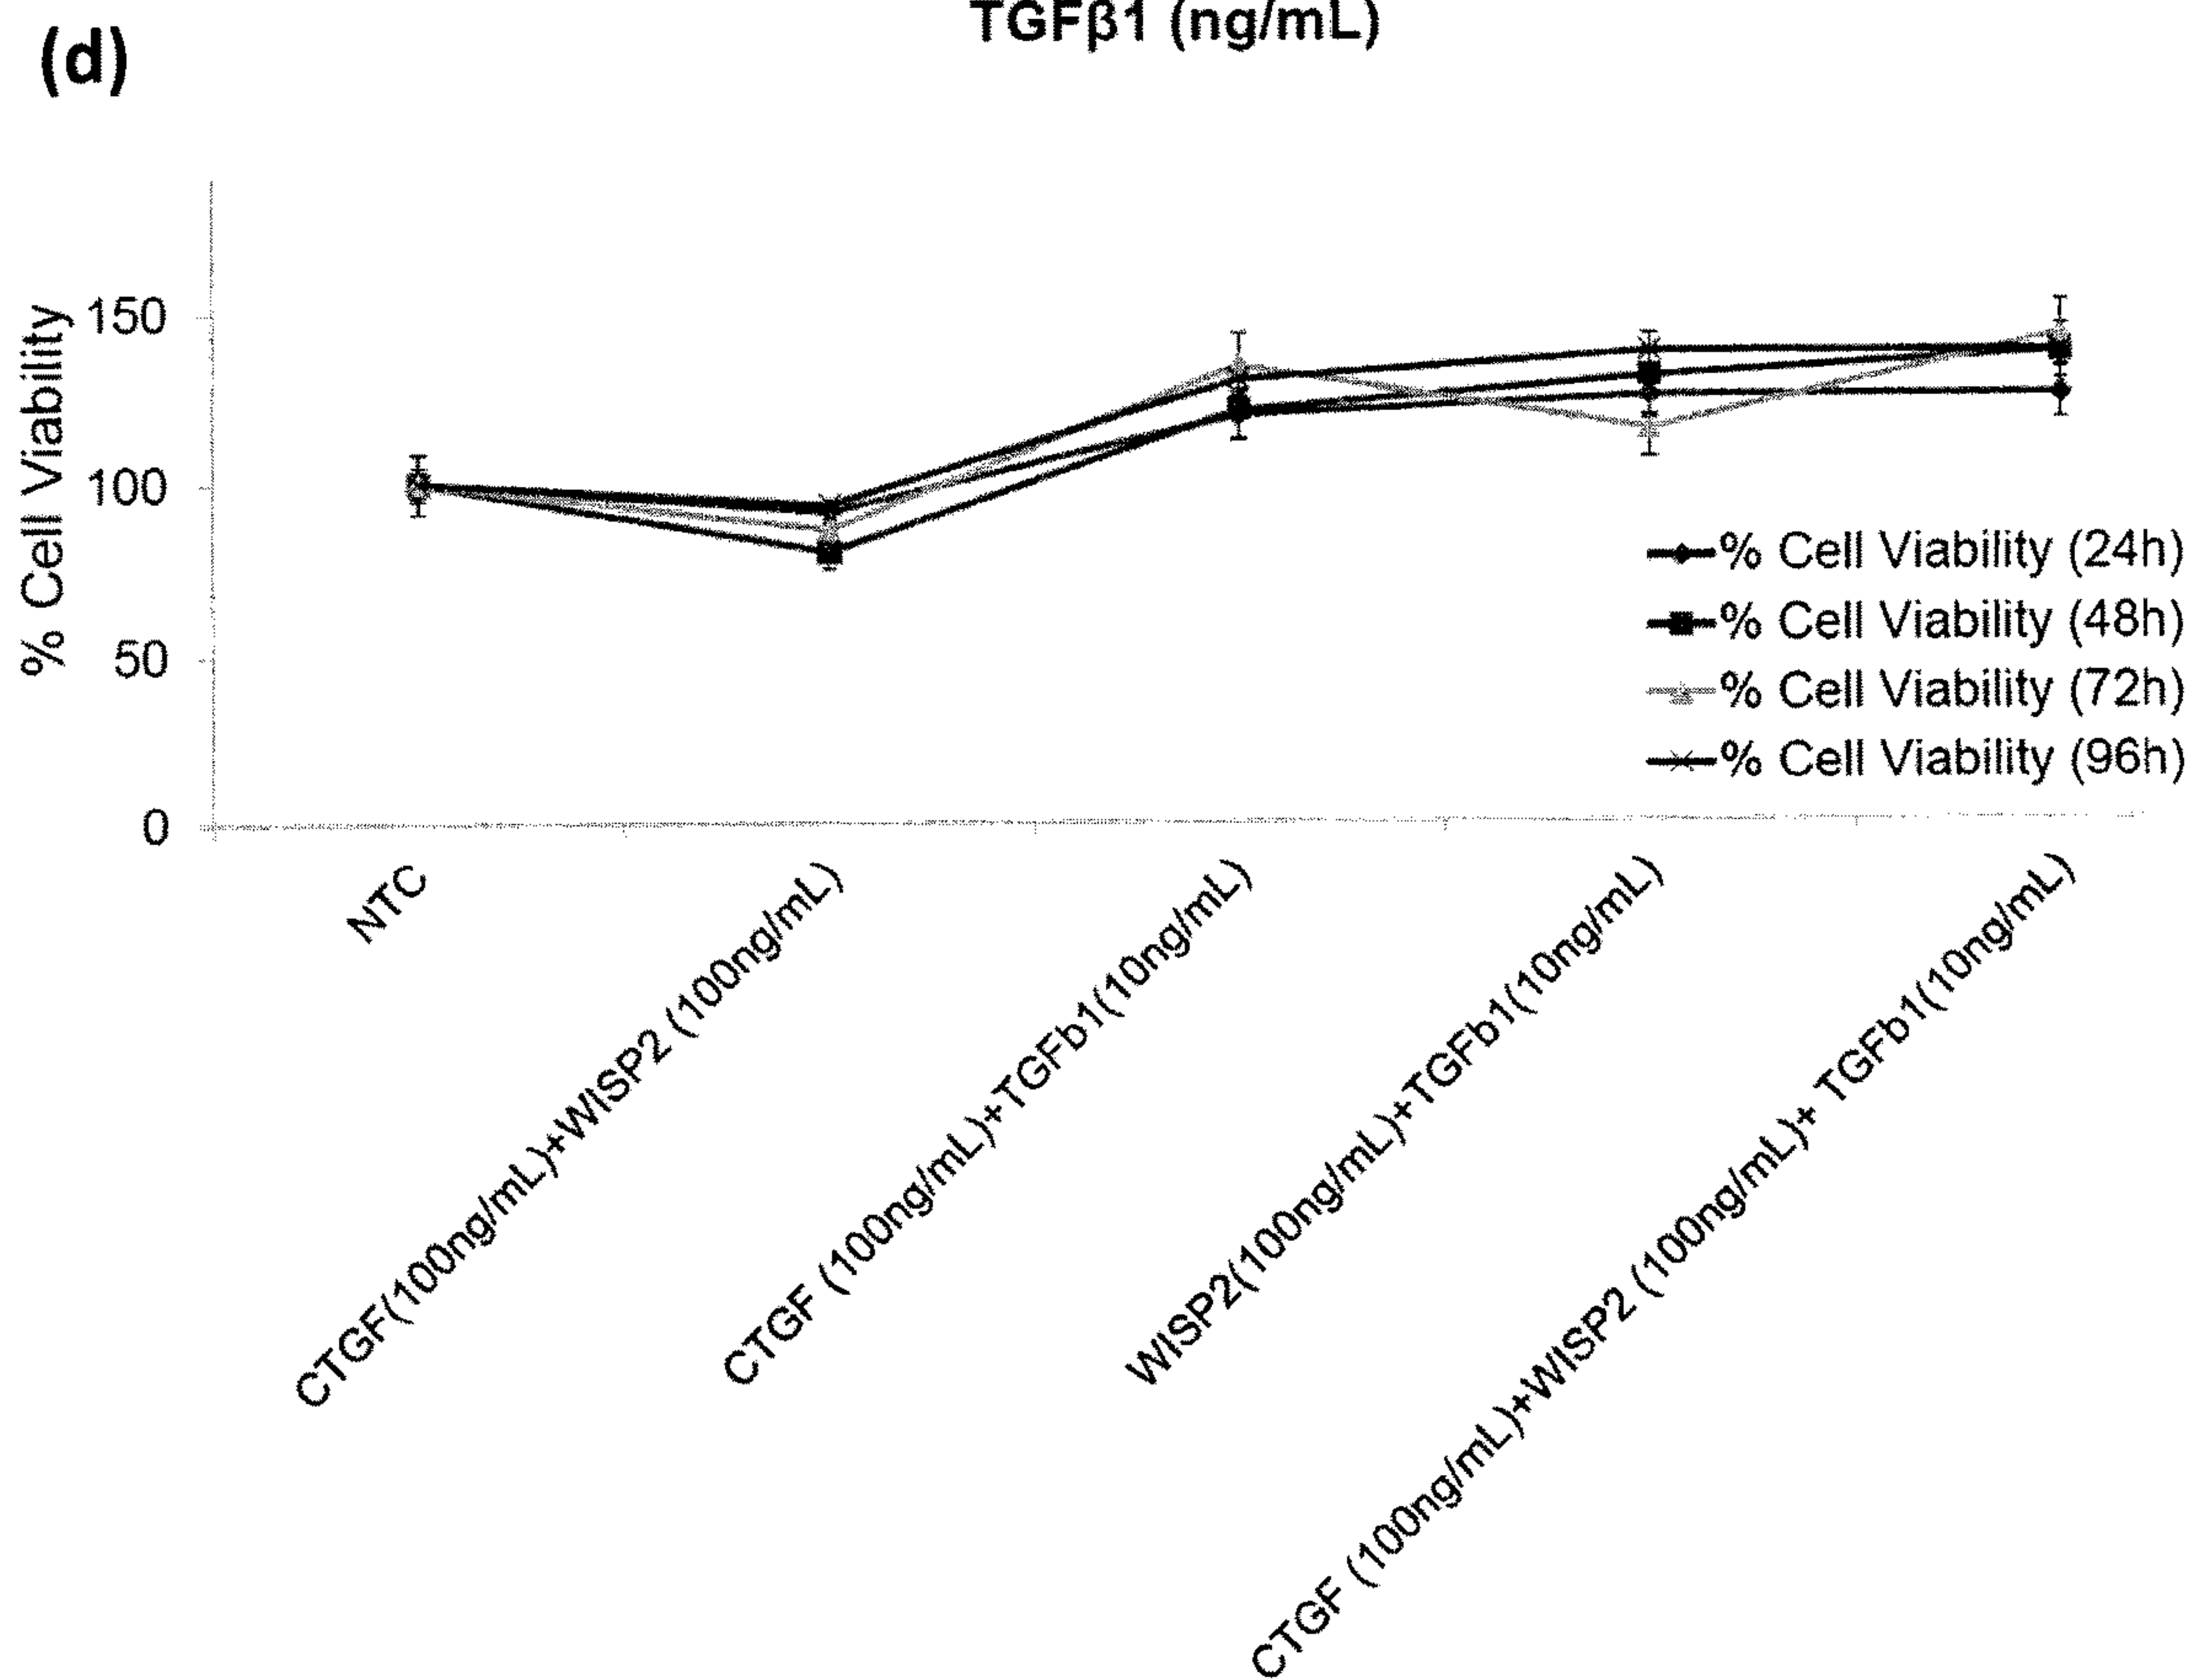 TGFβ1 (ng/mL)
(d)
% Cell Viability
150
100
50
0
% Cell Viability (24h)
% Cell Viability (48h)
% Cell Viability (72h)
% Cell Viability (96h)
NTC
CTGF(100ng/mL)+WISP2 (100ng/mL)
CTGF (100ng/mL)+TGFb1(10ng/mL)
WISP2(100ng/mL)+TGFb1(10ng/mL)
CTGF (100ng/mL)+WISP2 (100ng/mL)+ TGFb1(10ng/mL)